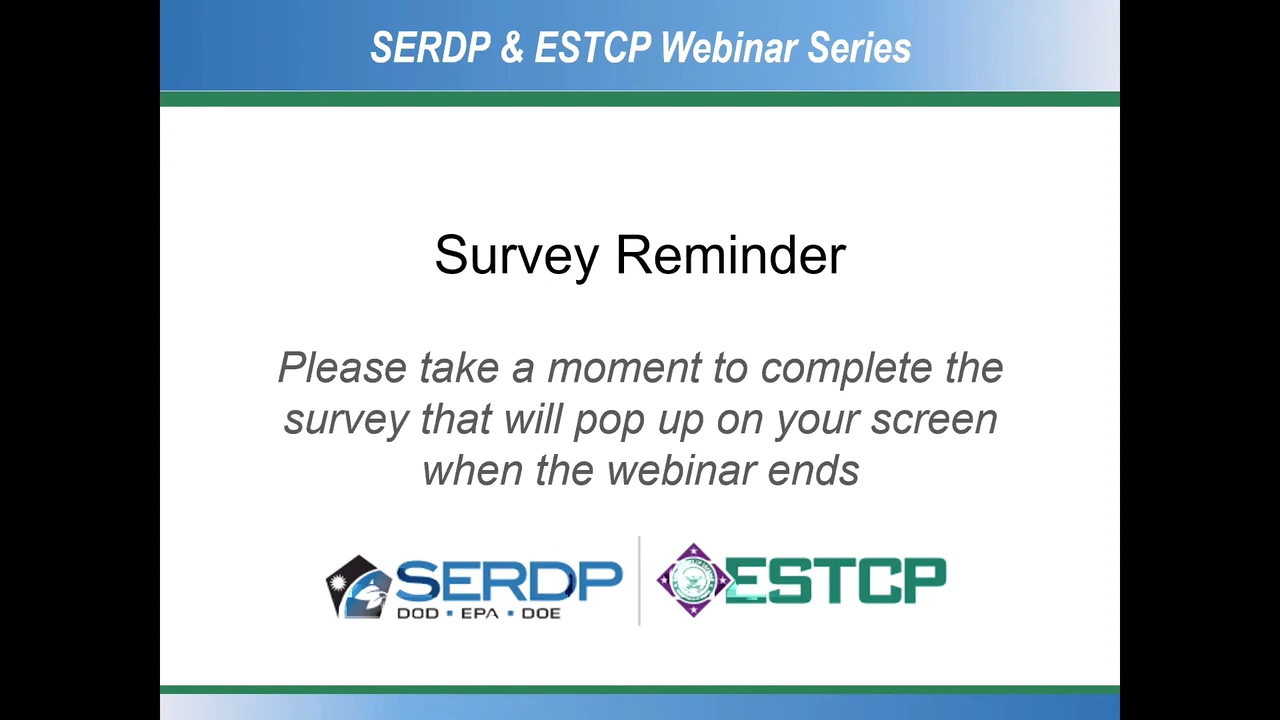 SERDP & ESTCP Webinar Series
Survey Reminder
Please take a moment to complete the
survey that will pop up on your screen
when the webinar ends
SERDP
DOD • EPA • DOE
ESTCP